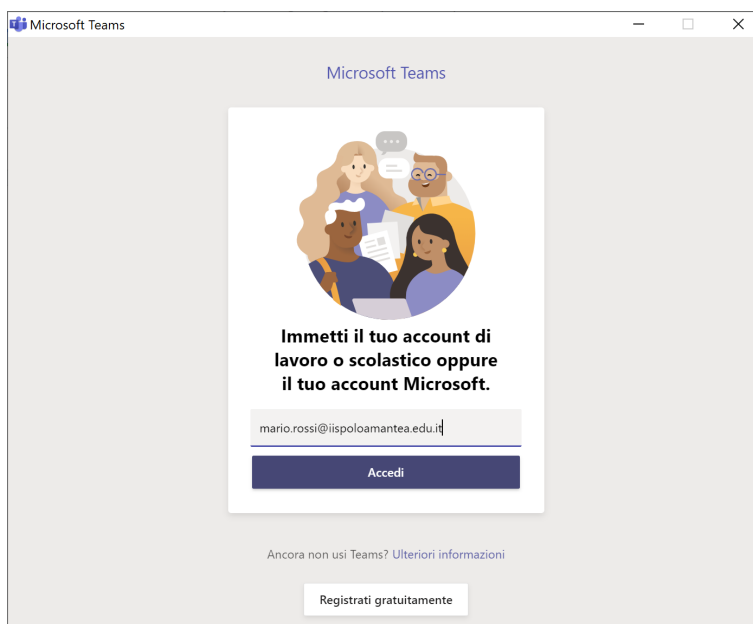 Microsoft Teams
Microsoft Teams
Immetti il tuo account di
lavoro o scolastico oppure
il tuo account Microsoft.
mario.rossi@iispoloamantea.edu.it
Accedi
Ancora non usi Teams? Ulteriori informazioni
Registrati gratuitamente